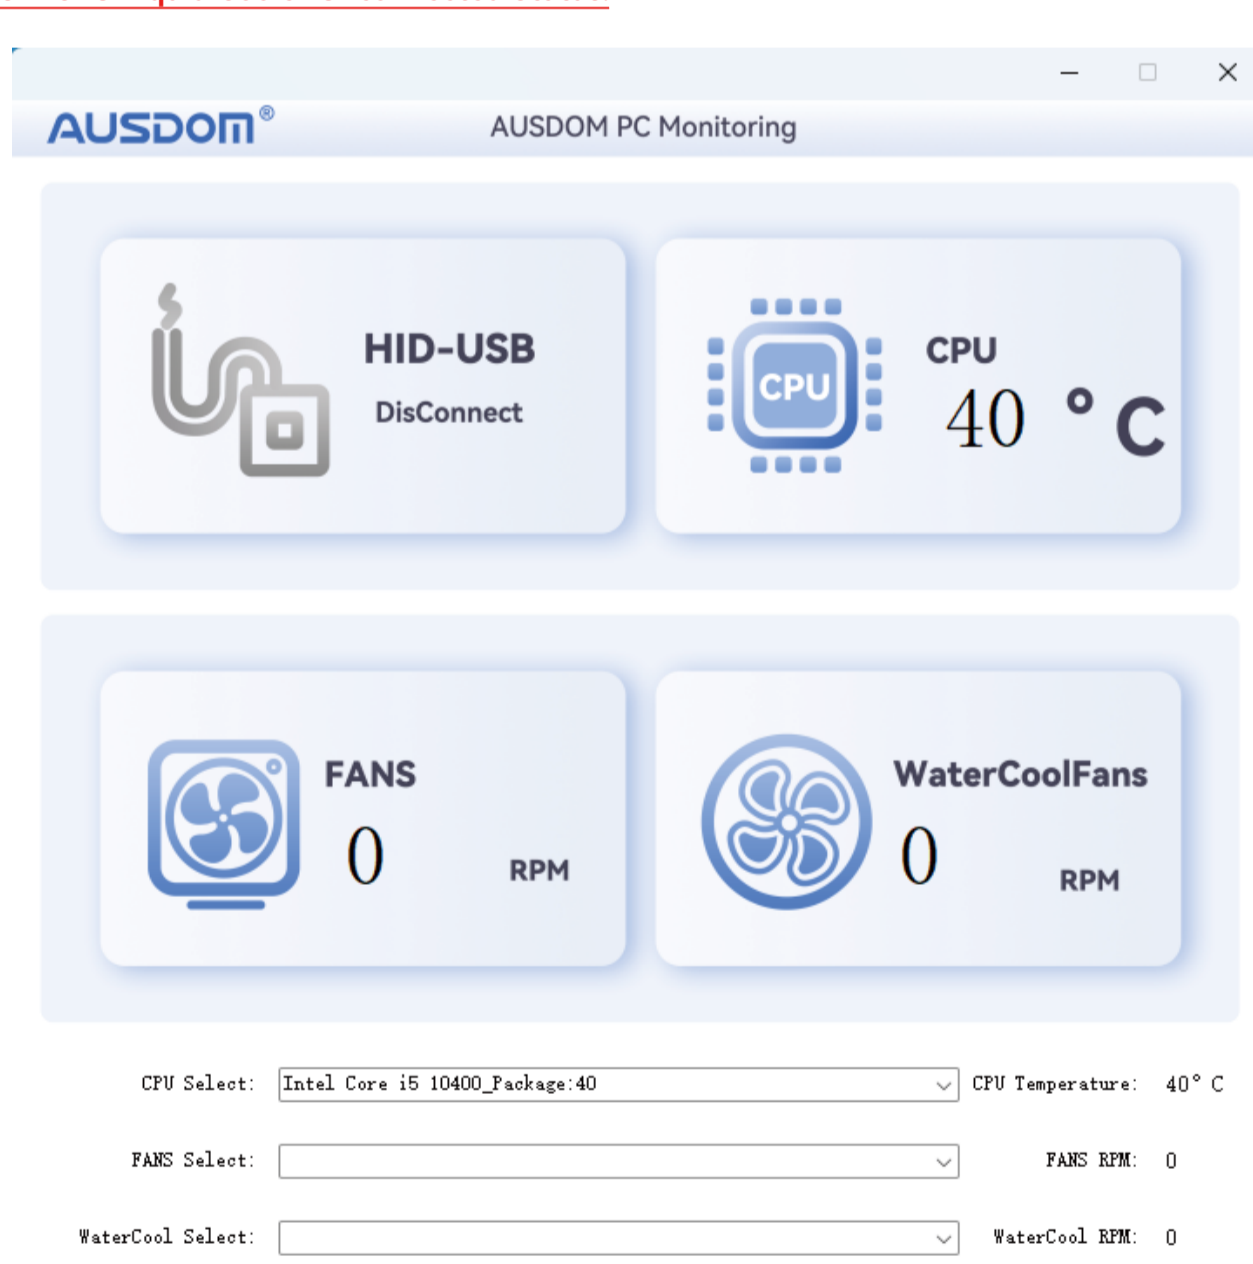 AUSDOM®
AUSDOM PC Monitoring
HID-USB
DisConnect
CPU
CPU
40 °C
FANS
0 RPM
WaterCoolFans
0 RPM
CPU Select: Intel Core i5 10400_Package:40 CPU Temperature: 40°C
FANS Select: FANS RPM: 0
WaterCool Select: WaterCool RPM: 0